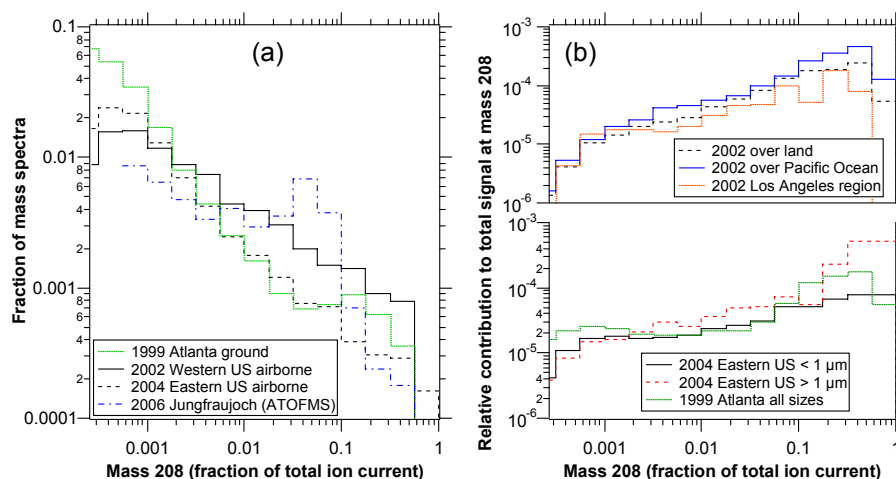 (a)
Fraction of mass spectra
0.1
8
6
4
2
0.01
8
6
4
2
0.001
8
6
4
2
0.0001
1999 Atlanta ground
2002 Western US airborne
2004 Eastern US airborne
2006 Jungfraujoch (ATOFMS)
0.001
0.01
0.1
1
Mass 208 (fraction of total ion current)
(b)
Relative contribution to total signal at mass 208
10-3
10-4
10-5
10-6
2002 over land
2002 over Pacific Ocean
2002 Los Angeles region
10-3
4
2
10-4
4
2
10-5
4
2
10-6
2004 Eastern US < 1 µm
2004 Eastern US > 1 µm
1999 Atlanta all sizes
0.001
0.01
0.1
1
Mass 208 (fraction of total ion current)